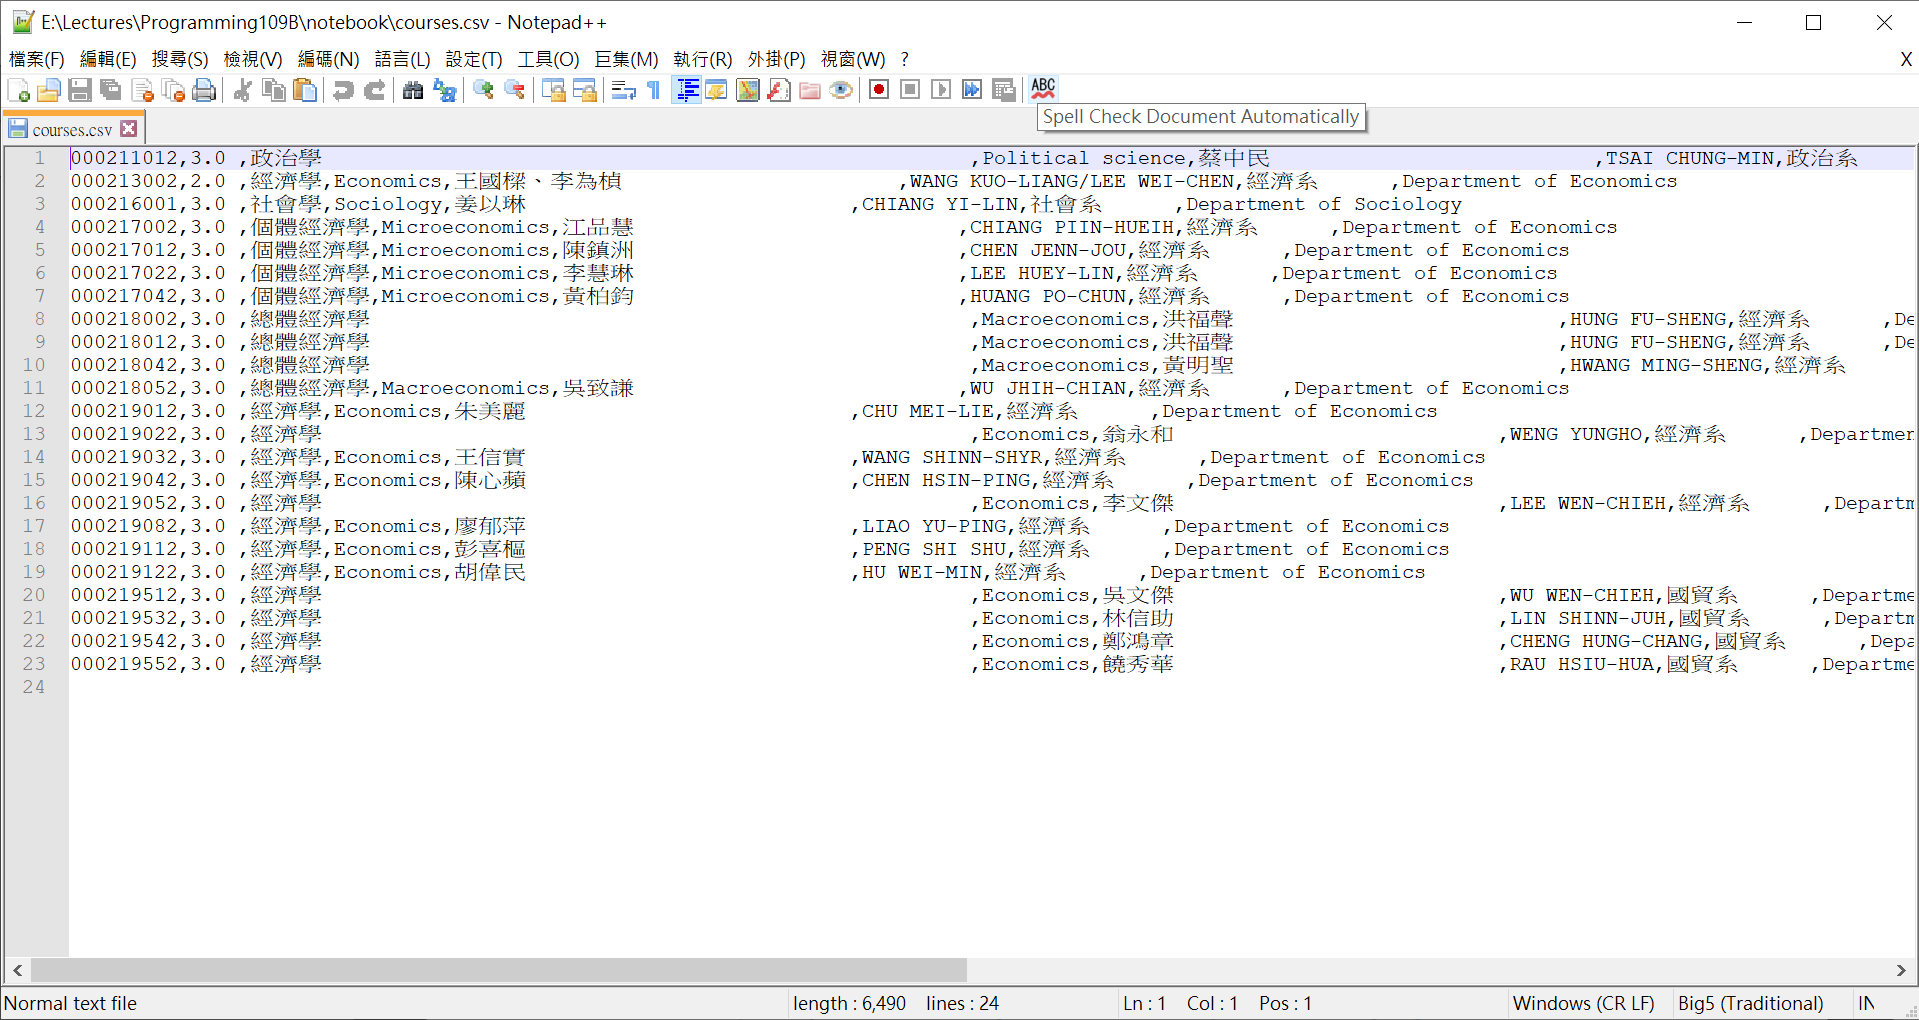 E:\Lectures\Programming109B\notebook\courses.csv - Notepad++
檔案(F) 編輯(E) 搜尋(S) 檢視(V) 編碼(N) 語言(L) 設定(T) 工具(O) 巨集(M) 執行(R) 外掛(P) 視窗(W) ? X
ABC
Spell Check Document Automatically
courses.csv
1 000211012,3.0 ,政治學 ,Political science,蔡中民 ,TSAI CHUNG-MIN,政治系
2 000213002,2.0 ,經濟學,Economics,王國樑、李為楨 ,WANG KUO-LIANG/LEE WEI-CHEN,經濟系 ,Department of Economics
3 000216001,3.0 ,社會學,Sociology,姜以琳 ,CHIANG YI-LIN,社會系 ,Department of Sociology
4 000217002,3.0 ,個體經濟學,Microeconomics,江品慧 ,CHIANG PIIN-HUEIH,經濟系 ,Department of Economics
5 000217012,3.0 ,個體經濟學,Microeconomics,陳鎮洲 ,CHEN JENN-JOU,經濟系 ,Department of Economics
6 000217022,3.0 ,個體經濟學,Microeconomics,李慧琳 ,LEE HUEY-LIN,經濟系 ,Department of Economics
7 000217042,3.0 ,個體經濟學,Microeconomics,黃柏鈞 ,HUANG PO-CHUN,經濟系 ,Department of Economics
8 000218002,3.0 ,總體經濟學 ,Macroeconomics,洪福聲 ,HUNG FU-SHENG,經濟系 ,De
9 000218012,3.0 ,總體經濟學 ,Macroeconomics,洪福聲 ,HUNG FU-SHENG,經濟系 ,De
10 000218042,3.0 ,總體經濟學 ,Macroeconomics,黃明聖 ,HWANG MING-SHENG,經濟系
11 000218052,3.0 ,總體經濟學,Macroeconomics,吳致謙 ,WU JHIH-CHIAN,經濟系 ,Department of Economics
12 000219012,3.0 ,經濟學,Economics,朱美麗 ,CHU MEI-LIE,經濟系 ,Department of Economics
13 000219022,3.0 ,經濟學 ,Economics,翁永和 ,WENG YUNGHO,經濟系 ,Departmen
14 000219032,3.0 ,經濟學,Economics,王信實 ,WANG SHINN-SHYR,經濟系 ,Department of Economics
15 000219042,3.0 ,經濟學,Economics,陳心蘋 ,CHEN HSIN-PING,經濟系 ,Department of Economics
16 000219052,3.0 ,經濟學 ,Economics,李文傑 ,LEE WEN-CHIEH,經濟系 ,Departm
17 000219082,3.0 ,經濟學,Economics,廖郁萍 ,LIAO YU-PING,經濟系 ,Department of Economics
18 000219112,3.0 ,經濟學,Economics,彭喜樞 ,PENG SHI SHU,經濟系 ,Department of Economics
19 000219122,3.0 ,經濟學,Economics,胡偉民 ,HU WEI-MIN,經濟系 ,Department of Economics
20 000219512,3.0 ,經濟學 ,Economics,吳文傑 ,WU WEN-CHIEH,國貿系 ,Departme
21 000219532,3.0 ,經濟學 ,Economics,林信助 ,LIN SHINN-JUH,國貿系 ,Departm
22 000219542,3.0 ,經濟學 ,Economics,鄭鴻章 ,CHENG HUNG-CHANG,國貿系 ,Depa
23 000219552,3.0 ,經濟學 ,Economics,饒秀華 ,RAU HSIU-HUA,國貿系 ,Departme
24
Normal text file length : 6,490 lines : 24 Ln : 1 Col : 1 Pos : 1 Windows (CR LF) Big5 (Traditional) IN